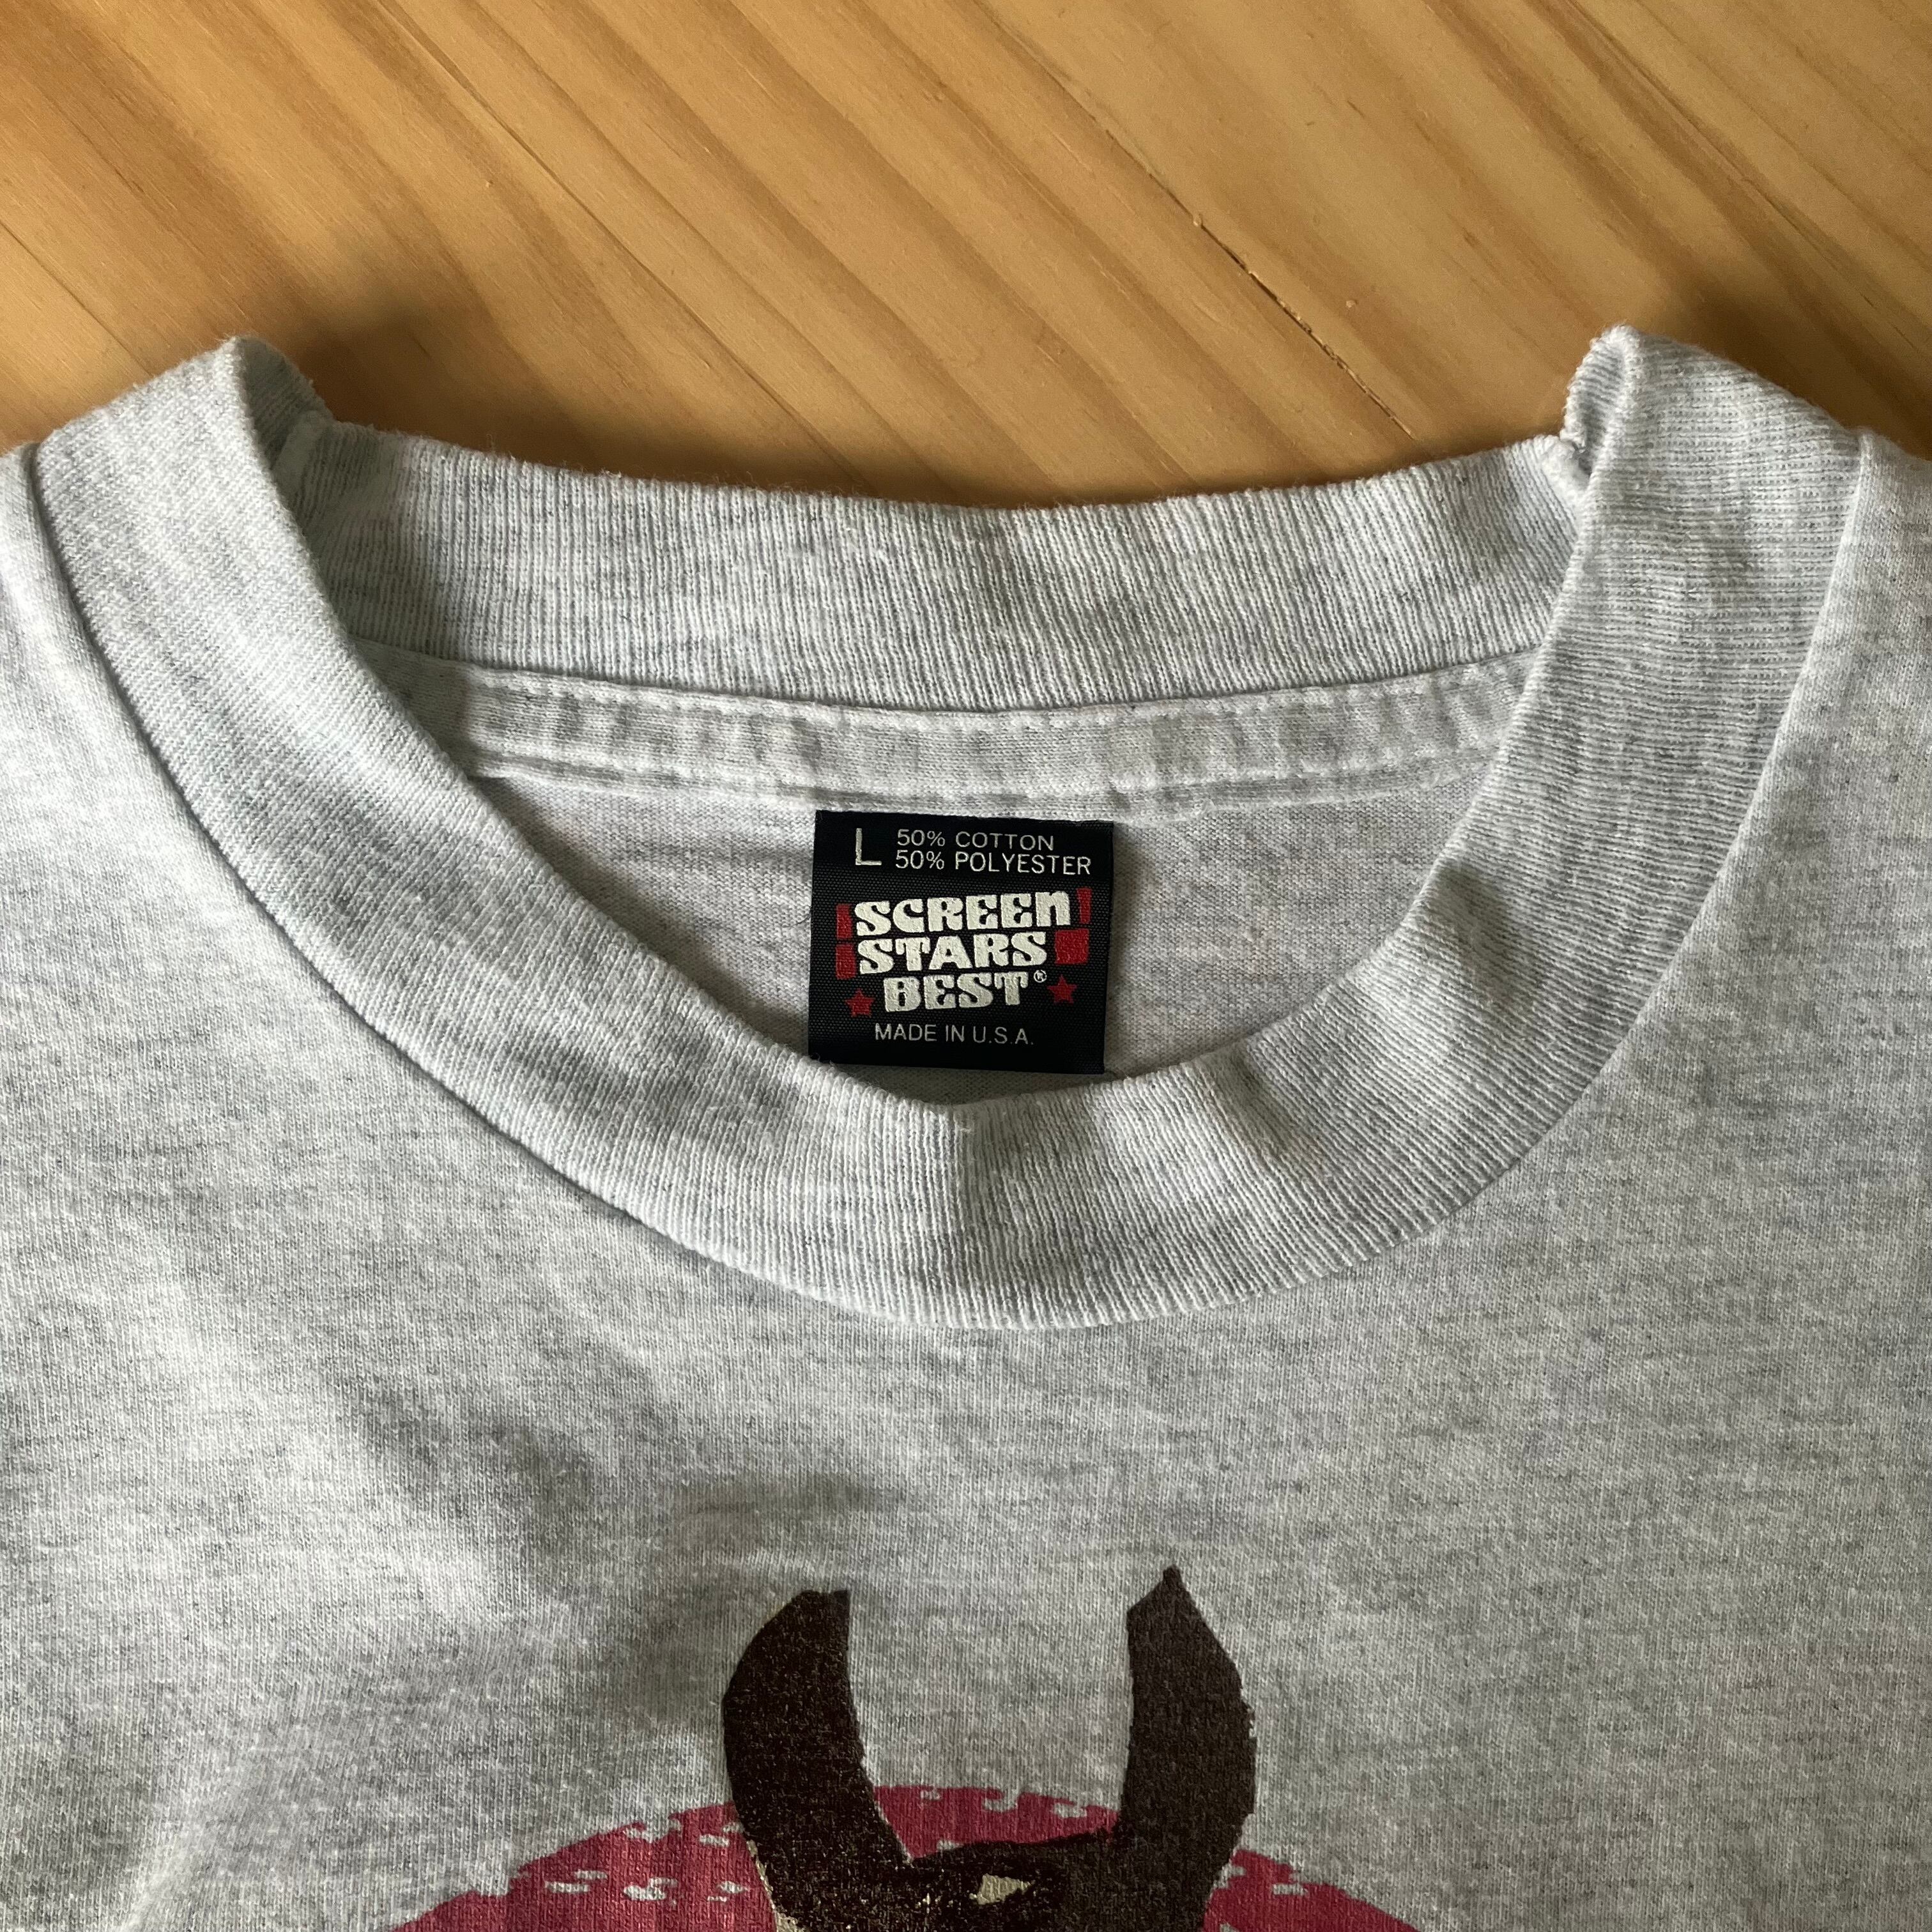 L 50% COTTON
50% POLYESTER
SCREEN
STARS
BEST®
MADE IN U.S.A.